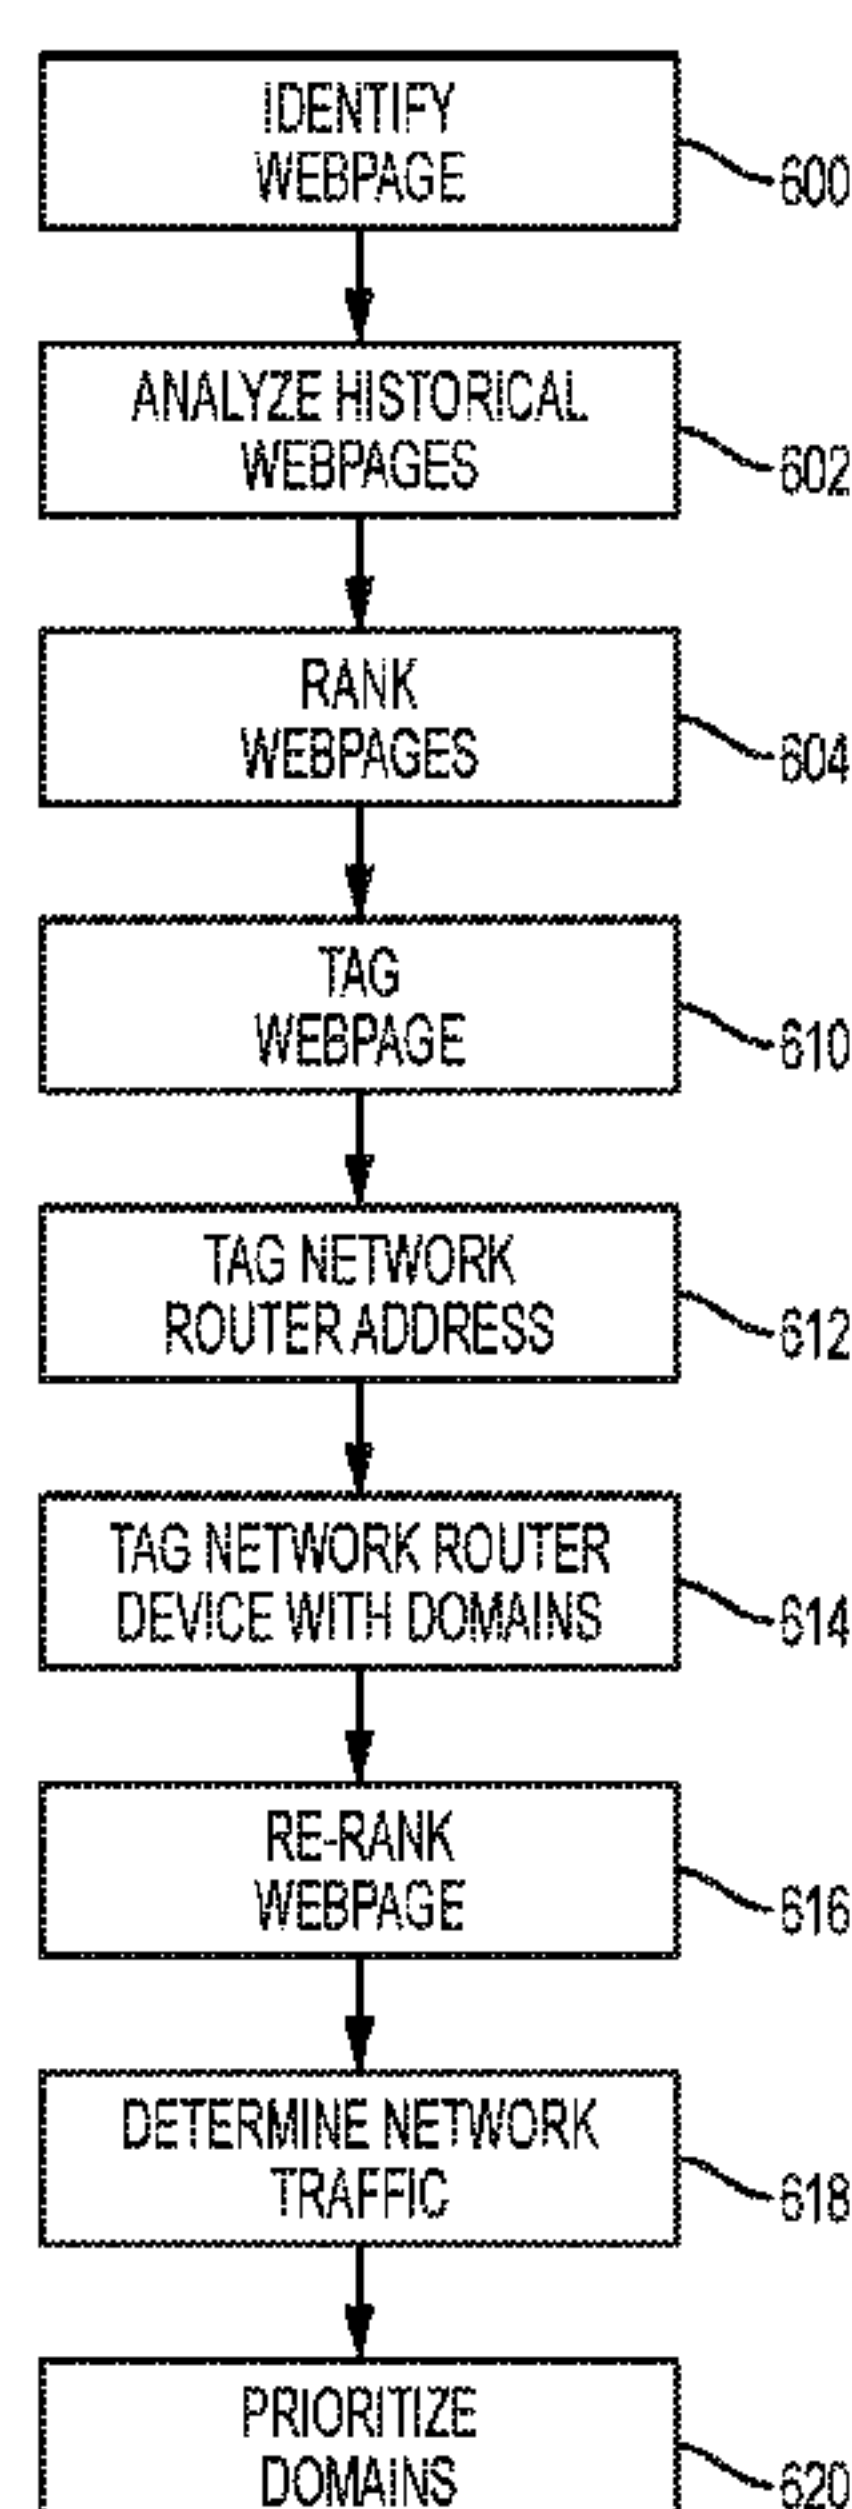 IDENTIFY
WEBPAGE
600
ANALYZE HISTORICAL
WEBPAGES
602
RANK
WEBPAGES
604
TAG
WEBPAGE
610
TAG NETWORK
ROUTER ADDRESS
612
TAG NETWORK ROUTER
DEVICE WITH DOMAINS
614
RE-RANK
WEBPAGE
616
DETERMINE NETWORK
TRAFFIC
618
PRIORITIZE
DOMAINS
620